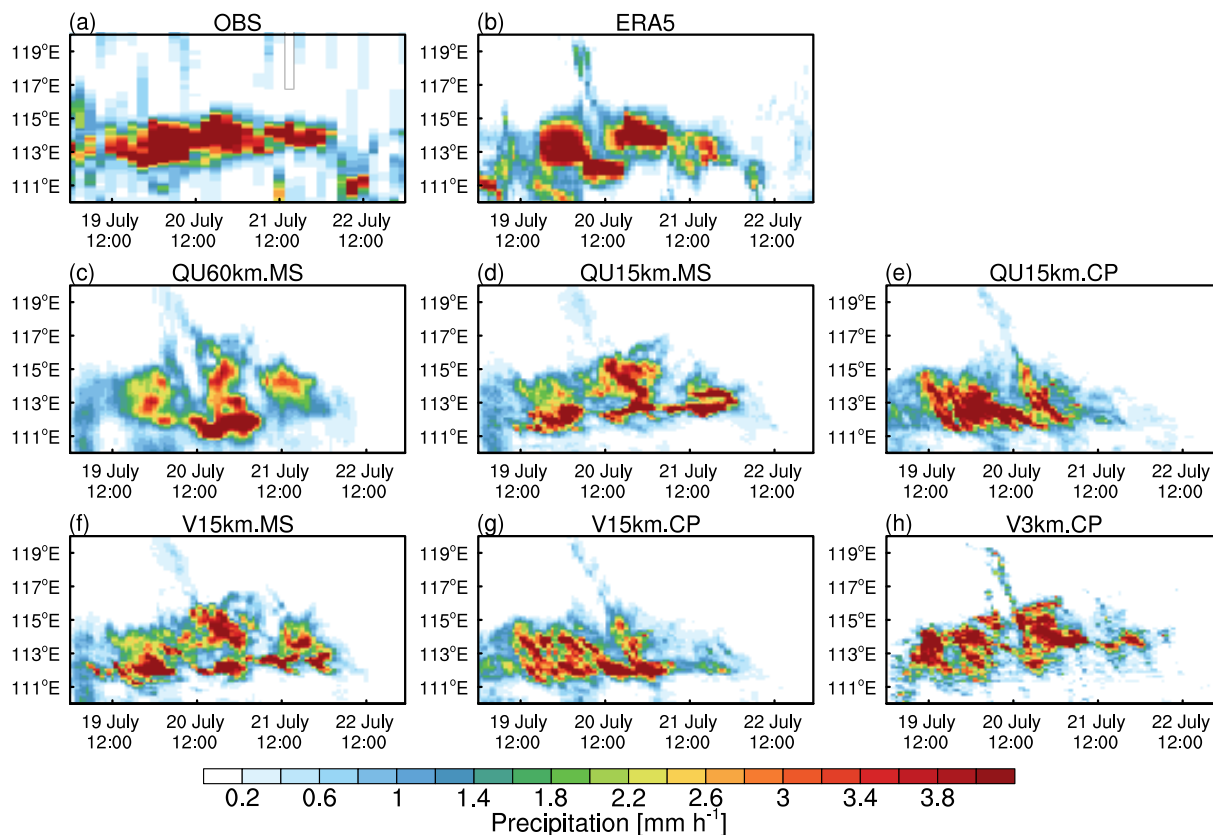 (a) OBS (b) ERA5
119°E 119°E
117°E 117°E
115°E 115°E
113°E 113°E
111°E 111°E
19 July 20 July 21 July 22 July 19 July 20 July 21 July 22 July
12:00 12:00 12:00 12:00 12:00 12:00 12:00 12:00
(c) QU60km.MS (d) QU15km.MS (e) QU15km.CP
119°E 119°E 119°E
117°E 117°E 117°E
115°E 115°E 115°E
113°E 113°E 113°E
111°E 111°E 111°E
19 July 20 July 21 July 22 July 19 July 20 July 21 July 22 July 19 July 20 July 21 July 22 July
12:00 12:00 12:00 12:00 12:00 12:00 12:00 12:00 12:00 12:00 12:00 12:00
(f) V15km.MS (g) V15km.CP (h) V3km.CP
119°E 119°E 119°E
117°E 117°E 117°E
115°E 115°E 115°E
113°E 113°E 113°E
111°E 111°E 111°E
19 July 20 July 21 July 22 July 19 July 20 July 21 July 22 July 19 July 20 July 21 July 22 July
12:00 12:00 12:00 12:00 12:00 12:00 12:00 12:00 12:00 12:00 12:00 12:00
0.2 0.6 1 1.4 1.8 2.2 2.6 3 3.4 3.8
Precipitation [mm h⁻¹]